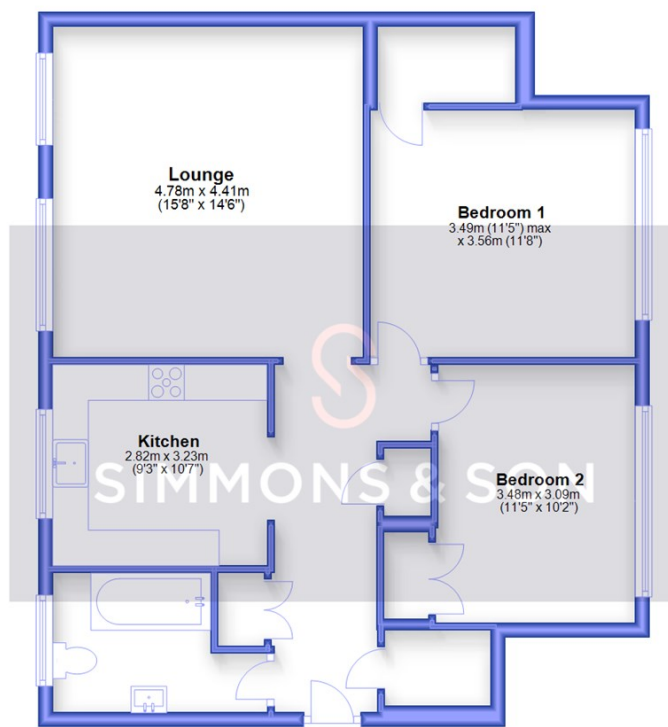 Lounge
4.78m x 4.41m
(15'8" x 14'6")
Bedroom 1
3.49m (11'5") max
x 3.56m (11'8")
Kitchen
2.82m x 3.23m
(9'3" x 10'7")
Bedroom 2
3.48m x 3.09m
(11'5" x 10'2")
SIMMONS & SON